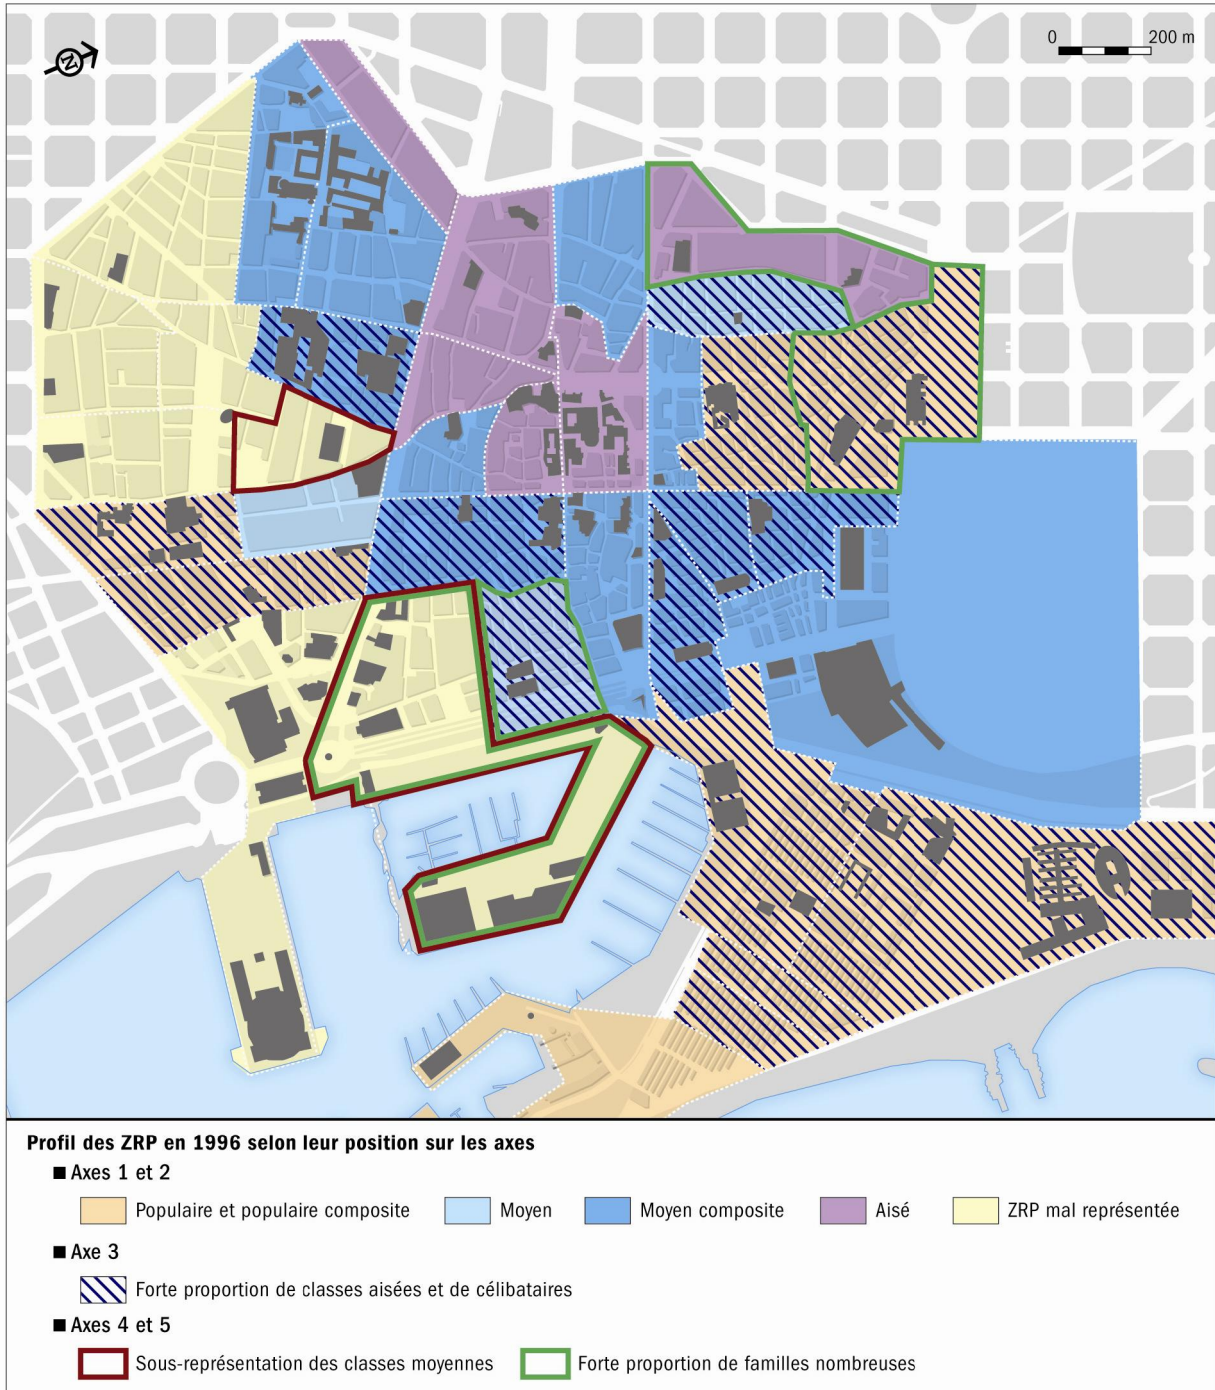 N
0 200 m
Profil des ZRP en 1996 selon leur position sur les axes
■ Axes 1 et 2
Populaire et populaire composite Moyen Moyen composite Aisé ZRP mal représentée
■ Axe 3
Forte proportion de classes aisées et de célibataires
■ Axes 4 et 5
Sous-représentation des classes moyennes Forte proportion de familles nombreuses